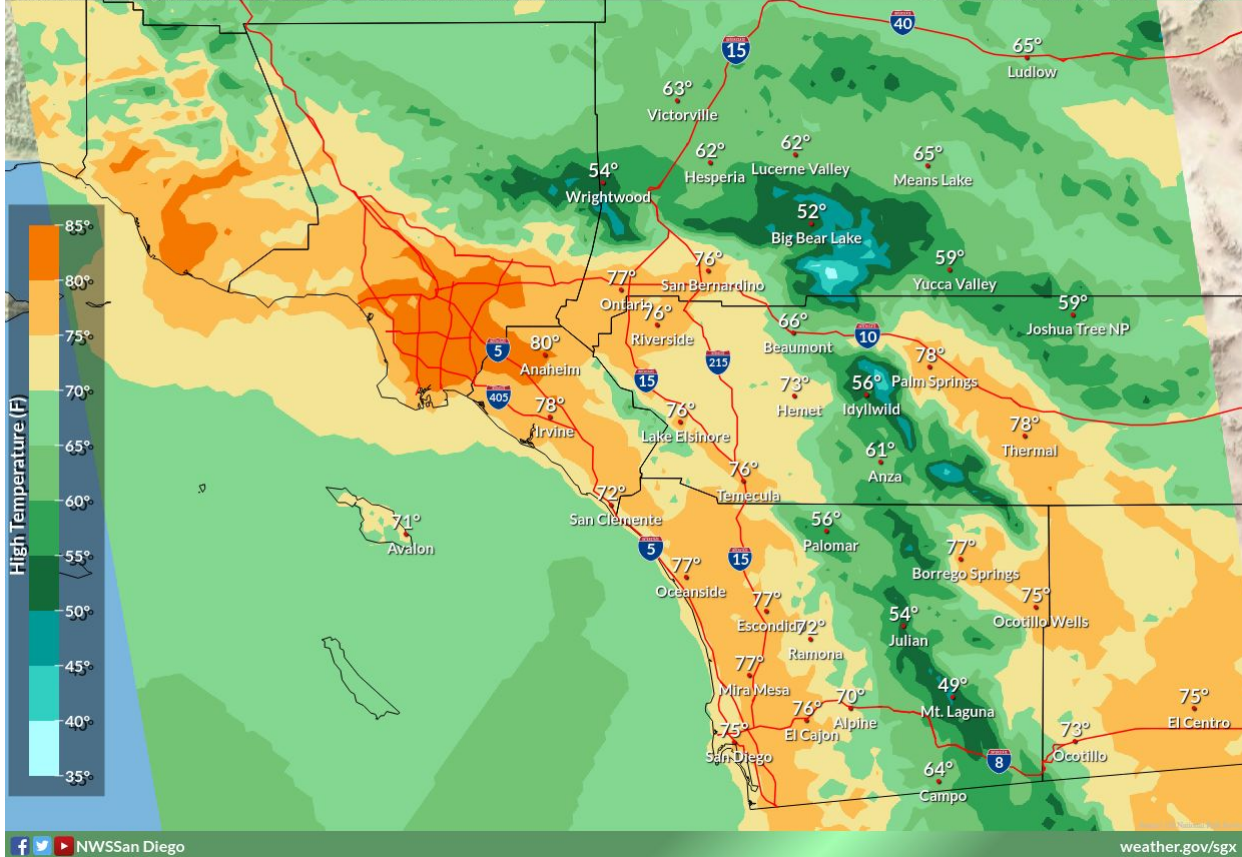 40
15
65°
Ludlow
63°
Victorville
62°
Hesperia
62°
Lucerne Valley
65°
Means Lake
54°
Wrightwood
52°
Big Bear Lake
59°
Yucca Valley
59°
Joshua Tree NP
76°
San Bernardino
77°
Ontario
76°
Riverside
66°
Beaumont
10
78°
Palm Springs
5
80°
Anaheim
215
15
73°
Hemet
56°
Idyllwild
405
78°
Irvine
76°
Lake Elsinore
78°
Thermal
61°
Anza
76°
Temecula
72°
San Clemente
71°
Avalon
56°
Palomar
5
15
77°
Borrego Springs
77°
Oceanside
75°
Ocotillo Wells
77°
Escondido
72°
Ramona
54°
Julian
77°
Mira Mesa
49°
Mt. Laguna
70°
Alpine
76°
El Cajon
75°
El Centro
75°
San Diego
73°
Ocotillo
8
64°
Campo
High Temperature (F)
85°
80°
75°
70°
65°
60°
55°
50°
45°
40°
35°
NWSSan Diego
weather.gov/sgx